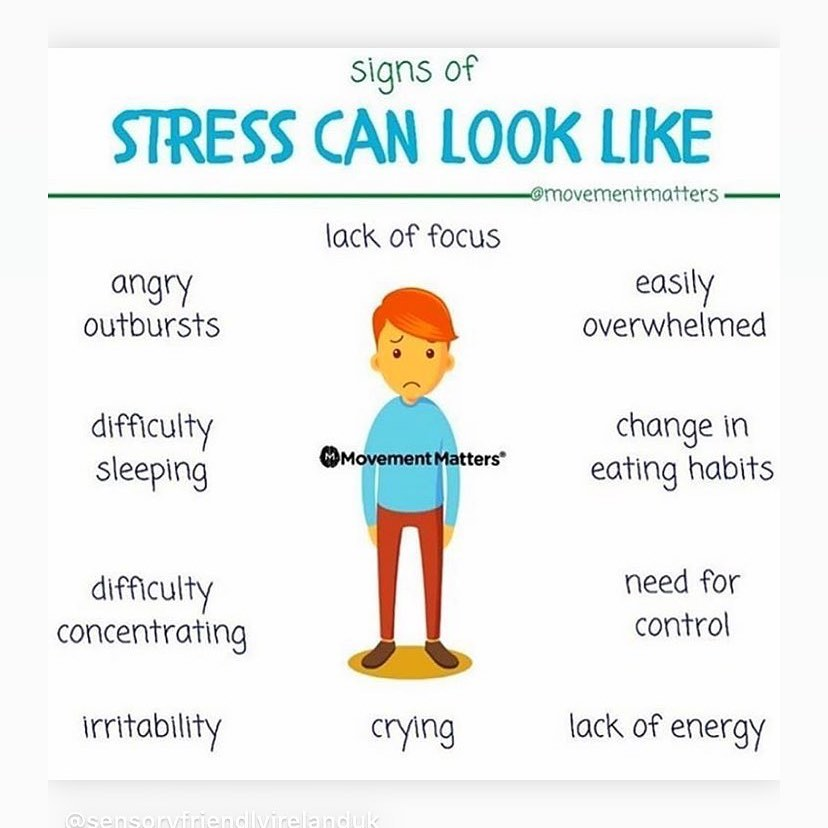 signs of
STRESS CAN LOOK LIKE
@movementmatters
lack of focus
angry
outbursts
easily
overwhelmed
difficulty
sleeping
change in
eating habits
Movement Matters®
difficulty
concentrating
need for
control
irritability
crying
lack of energy
@sensoryfriendlyirelanduk